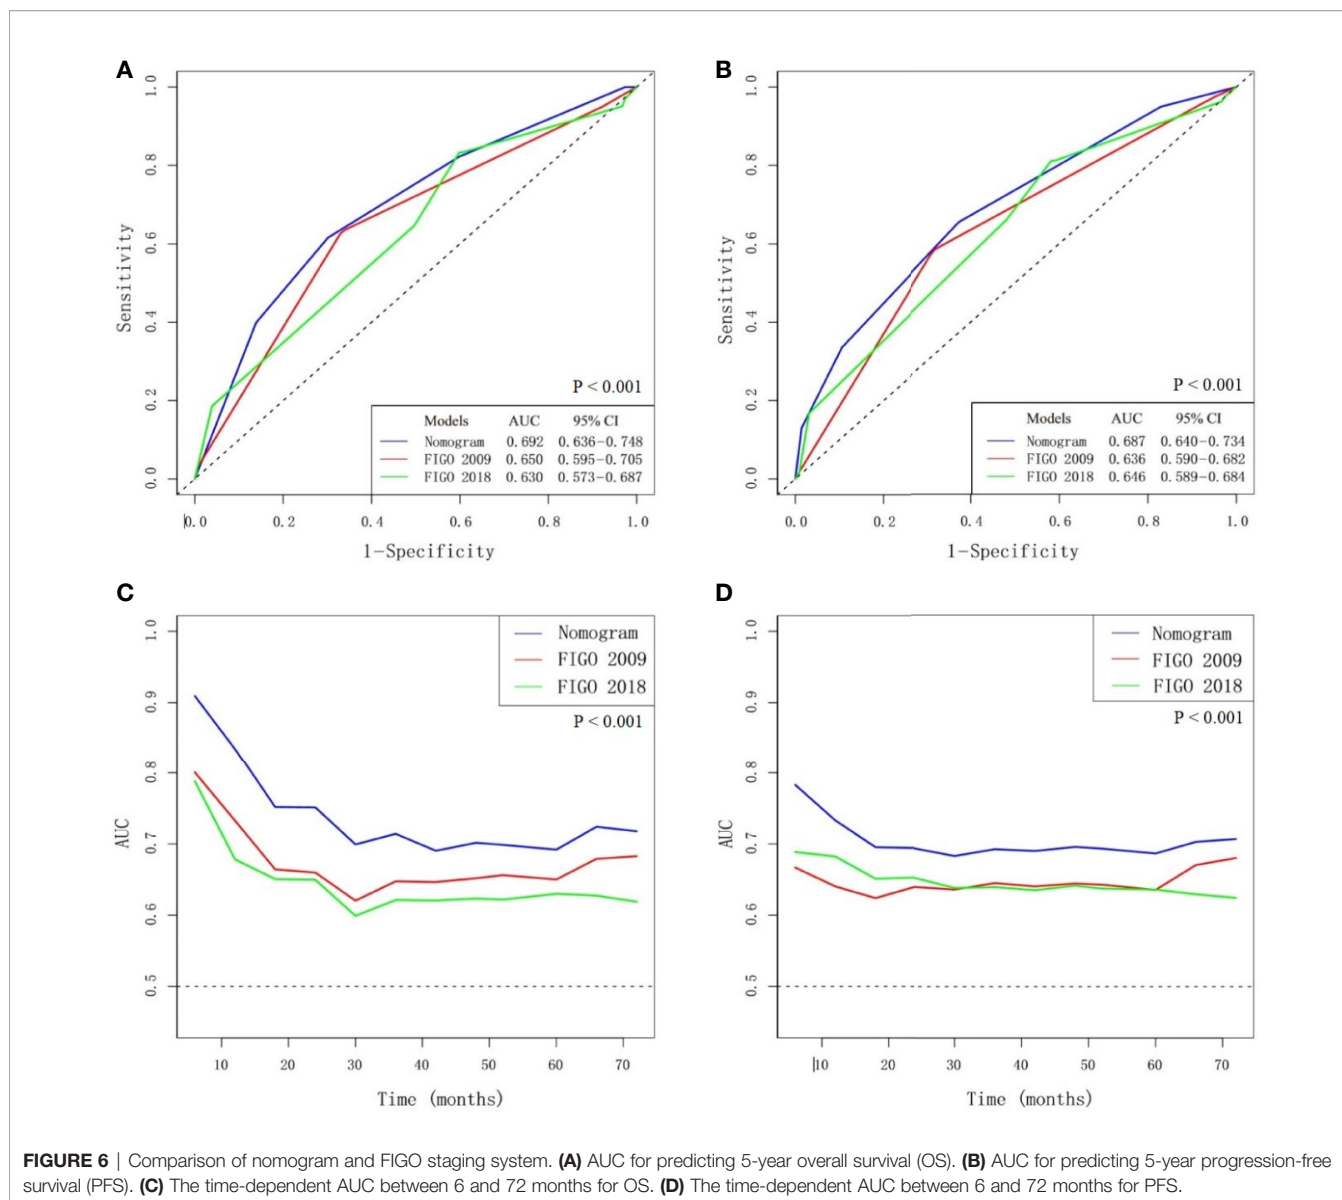 A
Sensitivity
1.0
0.8
0.6
0.4
0.2
0.0
P < 0.001
Models AUC 95% CI
Nomogram 0.692 0.636-0.748
FIGO 2009 0.650 0.595-0.705
FIGO 2018 0.630 0.573-0.687
0.0 0.2 0.4 0.6 0.8 1.0
1-Specificity
B
Sensitivity
1.0
0.8
0.6
0.4
0.2
0.0
P < 0.001
Models AUC 95% CI
Nomogram 0.687 0.640-0.734
FIGO 2009 0.636 0.590-0.682
FIGO 2018 0.646 0.589-0.684
0.0 0.2 0.4 0.6 0.8 1.0
1-Specificity
C
AUC
1.0
0.9
0.8
0.7
0.6
0.5
Nomogram
FIGO 2009
FIGO 2018
P < 0.001
10 20 30 40 50 60 70
Time (months)
D
AUC
1.0
0.9
0.8
0.7
0.6
0.5
Nomogram
FIGO 2009
FIGO 2018
P < 0.001
10 20 30 40 50 60 70
Time (months)
FIGURE 6 | Comparison of nomogram and FIGO staging system. (A) AUC for predicting 5-year overall survival (OS). (B) AUC for predicting 5-year progression-free
survival (PFS). (C) The time-dependent AUC between 6 and 72 months for OS. (D) The time-dependent AUC between 6 and 72 months for PFS.